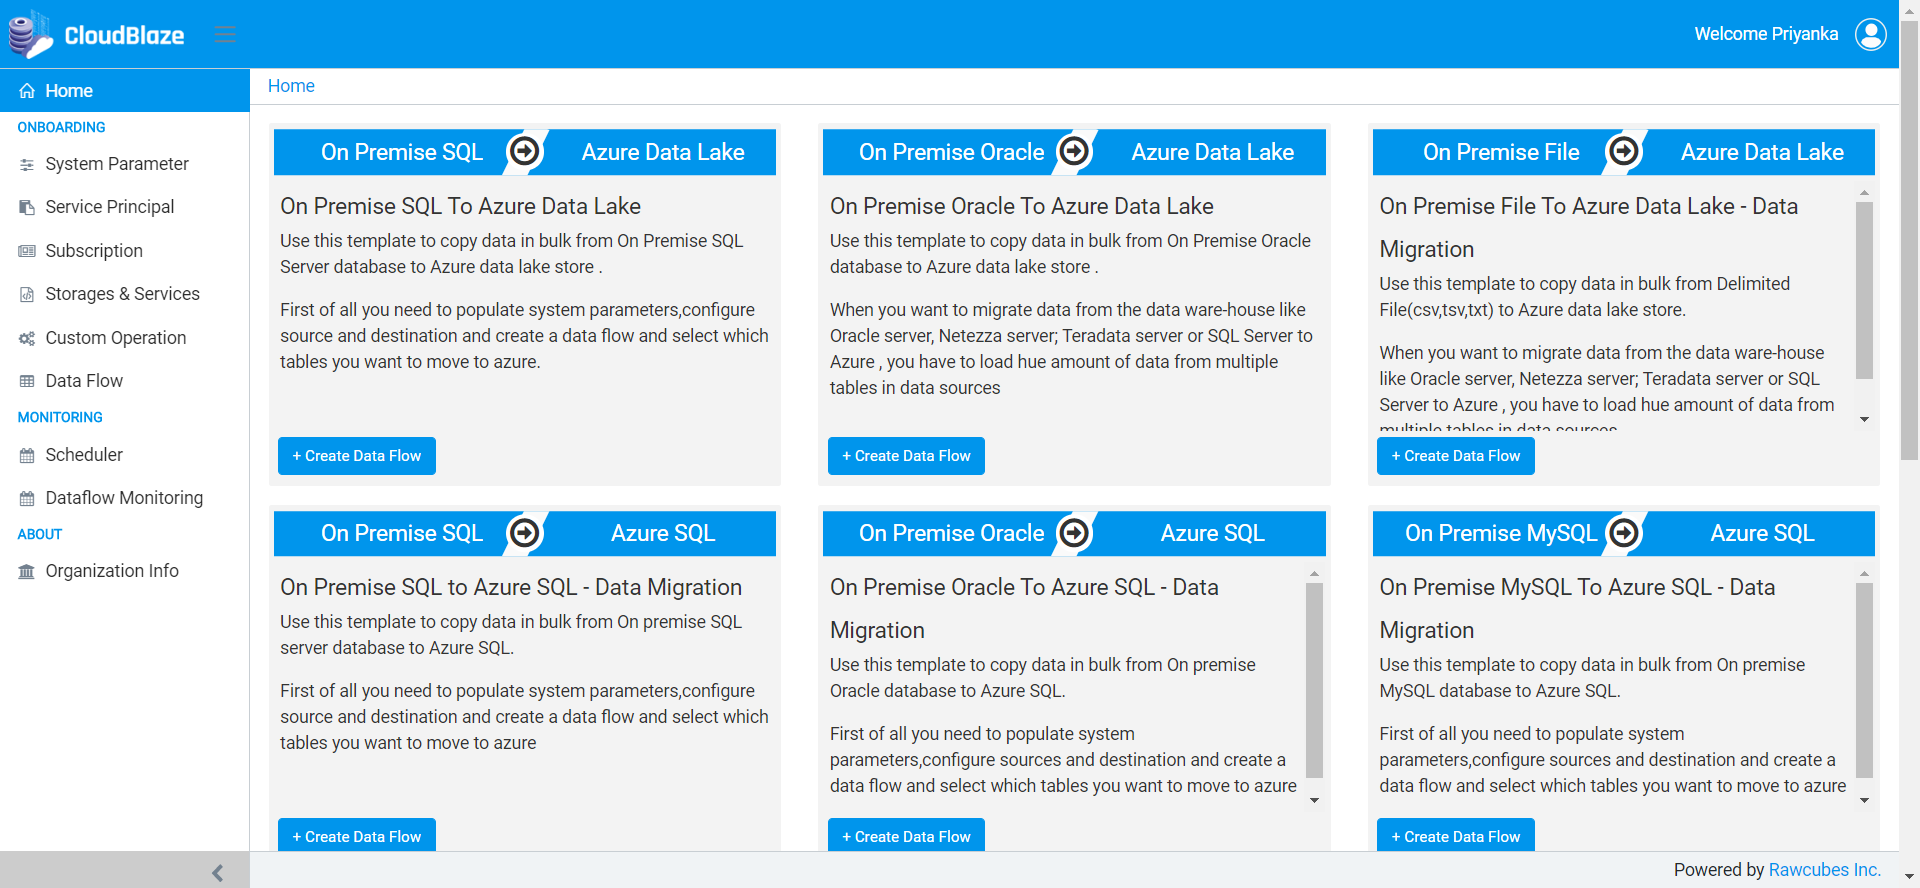 CloudBlaze
Welcome Priyanka
Home
ONBOARDING
System Parameter
Service Principal
Subscription
Storages & Services
Custom Operation
Data Flow
MONITORING
Scheduler
Dataflow Monitoring
ABOUT
Organization Info
Home
On Premise SQL
Azure Data Lake
On Premise SQL To Azure Data Lake
Use this template to copy data in bulk from On Premise SQL
Server database to Azure data lake store .
First of all you need to populate system parameters,configure
source and destination and create a data flow and select which
tables you want to move to azure.
+ Create Data Flow
On Premise Oracle
Azure Data Lake
On Premise Oracle To Azure Data Lake
Use this template to copy data in bulk from On Premise Oracle
database to Azure data lake store .
When you want to migrate data from the data ware-house like
Oracle server, Netezza server; Teradata server or SQL Server to
Azure , you have to load hue amount of data from multiple
tables in data sources
+ Create Data Flow
On Premise File
Azure Data Lake
On Premise File To Azure Data Lake - Data
Migration
Use this template to copy data in bulk from Delimited
File(csv,tsv,txt) to Azure data lake store.
When you want to migrate data from the data ware-house
like Oracle server, Netezza server; Teradata server or SQL
Server to Azure , you have to load hue amount of data from
multiple tables in data sources
+ Create Data Flow
On Premise SQL
Azure SQL
On Premise SQL to Azure SQL - Data Migration
Use this template to copy data in bulk from On premise SQL
server database to Azure SQL.
First of all you need to populate system parameters,configure
source and destination and create a data flow and select which
tables you want to move to azure
+ Create Data Flow
On Premise Oracle
Azure SQL
On Premise Oracle To Azure SQL - Data
Migration
Use this template to copy data in bulk from On premise
Oracle database to Azure SQL.
First of all you need to populate system
parameters,configure sources and destination and create a
data flow and select which tables you want to move to azure
+ Create Data Flow
On Premise MySQL
Azure SQL
On Premise MySQL To Azure SQL - Data
Migration
Use this template to copy data in bulk from On premise
MySQL database to Azure SQL.
First of all you need to populate system
parameters,configure sources and destination and create a
data flow and select which tables you want to move to azure
+ Create Data Flow
Powered by Rawcubes Inc.